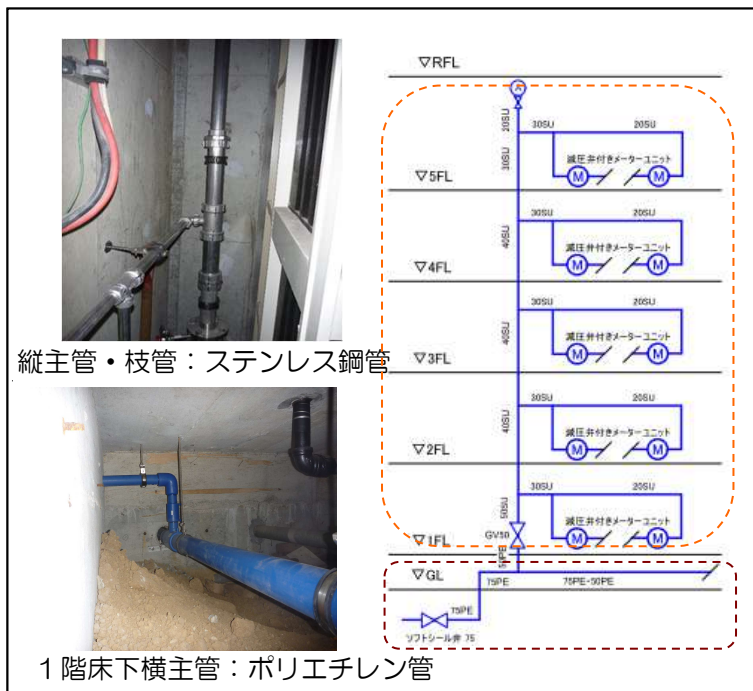 縦主管・枝管：ステンレス鋼管
1階床下横主管：ポリエチレン管
▽RFL
A
20SU
30SU
30SU
20SU
減圧弁付きメーターユニット
M
M
▽5FL
40SU
30SU
20SU
減圧弁付きメーターユニット
M
M
▽4FL
40SU
30SU
20SU
減圧弁付きメーターユニット
M
M
▽3FL
40SU
30SU
20SU
減圧弁付きメーターユニット
M
M
▽2FL
50SU
30SU
20SU
減圧弁付きメーターユニット
M
M
GV50
▽1FL
50PE
▽GL
75PE
75PE-50PE
75PE
ソフトシール弁 75